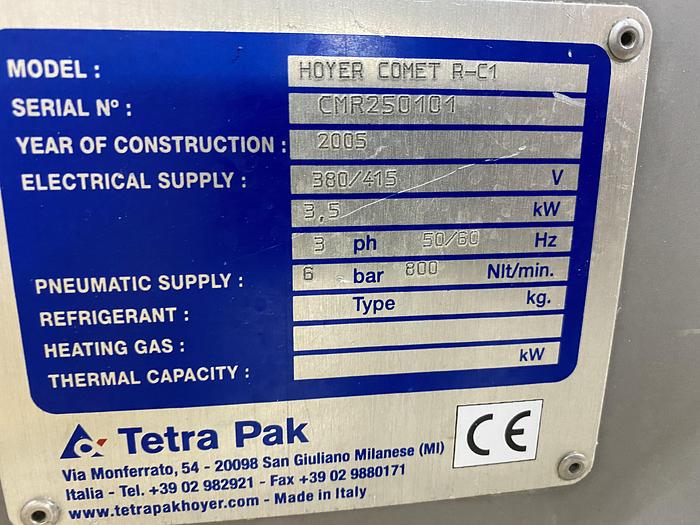 MODEL : HOYER COMET R-C1
SERIAL Nº : CMR250101
YEAR OF CONSTRUCTION : 2005
ELECTRICAL SUPPLY : 380/415 V
3,5 kW
3 ph 50/60 Hz
PNEUMATIC SUPPLY : 6 bar 800 Nlt/min.
REFRIGERANT : Type kg.
HEATING GAS :
THERMAL CAPACITY : kW
Tetra Pak
CE
Via Monferrato, 54 - 20098 San Giuliano Milanese (MI)
Italia - Tel. +39 02 982921 - Fax +39 02 9880171
www.tetrapakhoyer.com - Made in Italy